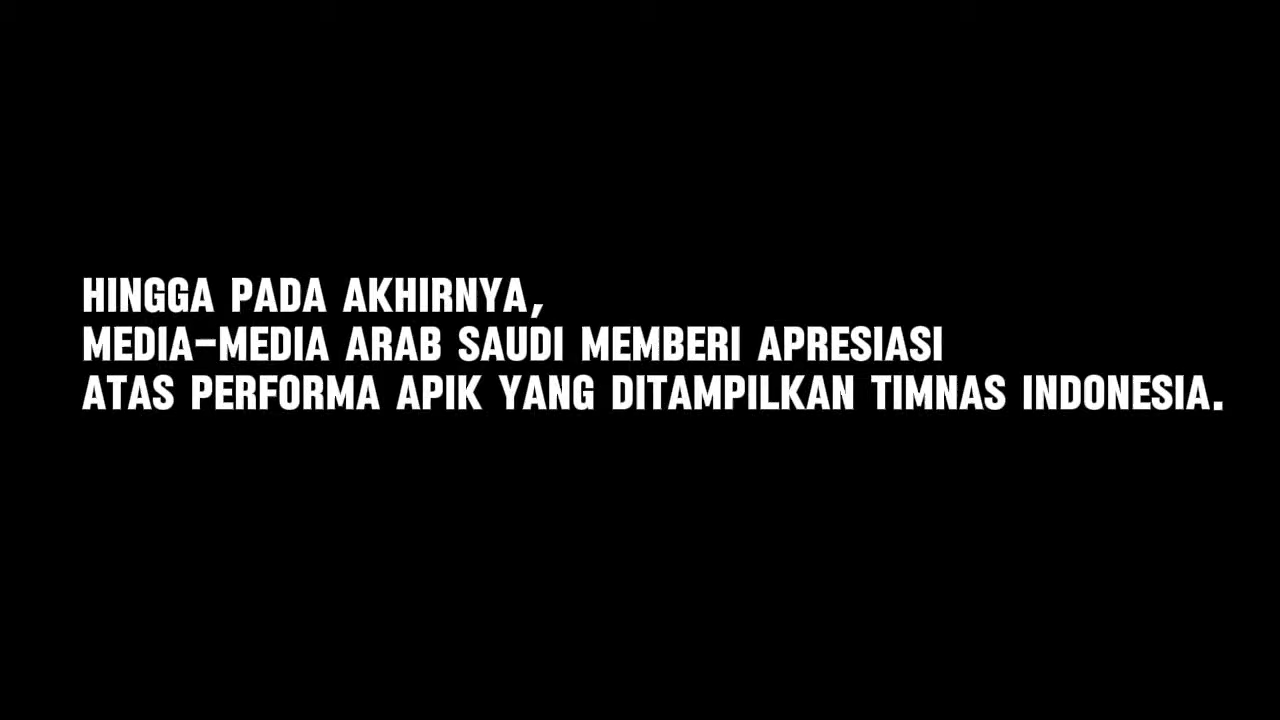 HINGGA PADA AKHIRNYA,
MEDIA-MEDIA ARAB SAUDI MEMBERI APRESIASI
ATAS PERFORMA APIK YANG DITAMPILKAN TIMNAS INDONESIA.